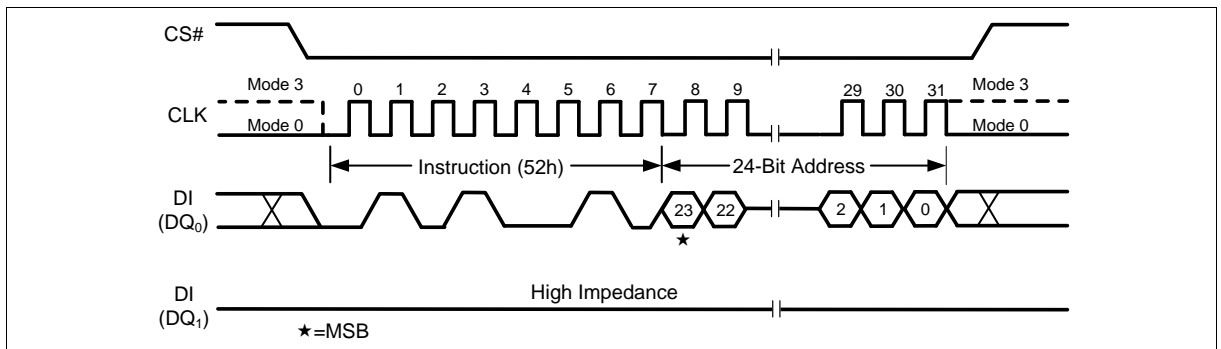 CS#
Mode 3
0 1 2 3 4 5 6 7 8 9 29 30 31
Mode 3
CLK
Mode 0
Mode 0
Instruction (52h)
24-Bit Address
DI
(DQ0)
23 22 2 1 0
★
DI
(DQ1)
High Impedance
★=MSB